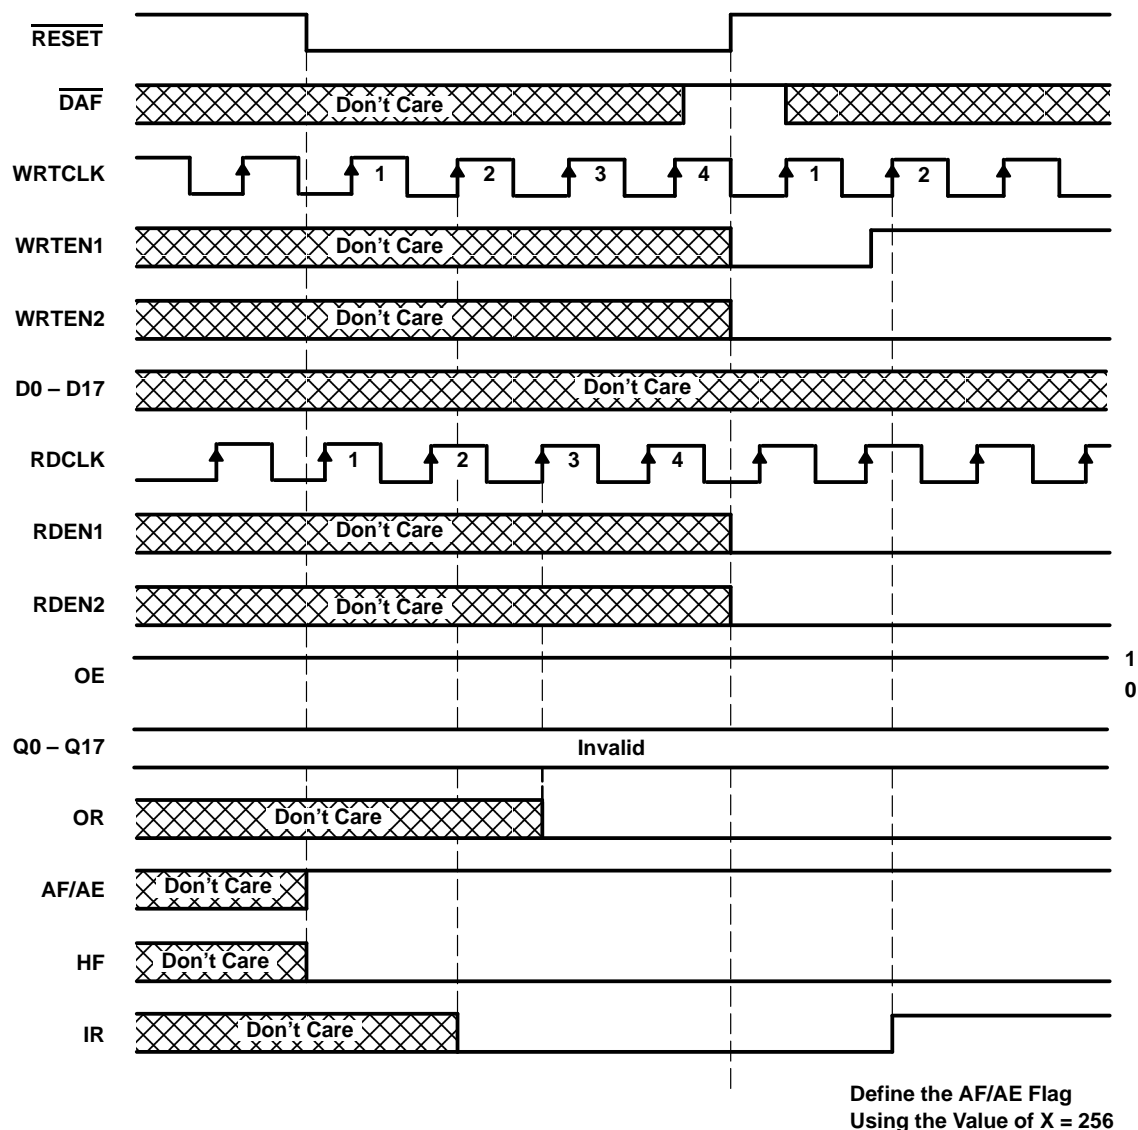 RESET
DAF
Don't Care
WRTCLK
1 2 3 4 1 2
WRTEN1
Don't Care
WRTEN2
Don't Care
D0 – D17
Don't Care
RDCLK
1 2 3 4
RDEN1
Don't Care
RDEN2
Don't Care
OE
1
0
Q0 – Q17
Invalid
OR
Don't Care
AF/AE
Don't Care
HF
Don't Care
IR
Don't Care
Define the AF/AE Flag
Using the Value of X = 256